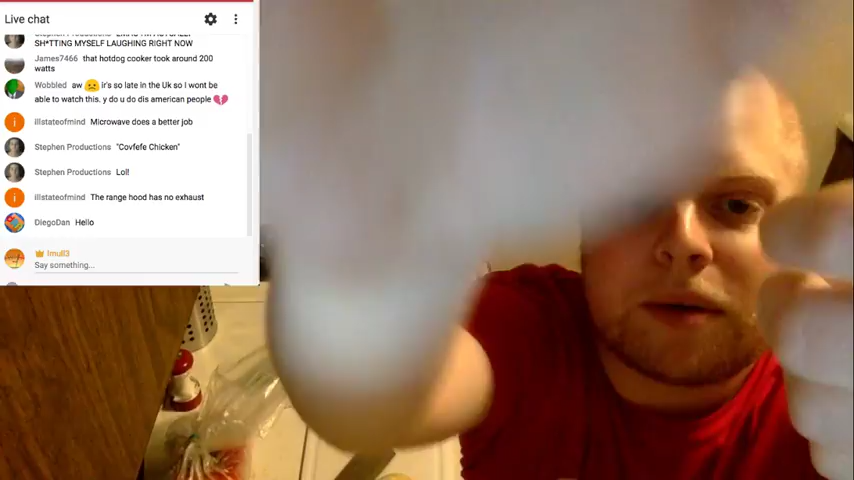 Live chat
SH*TTING MYSELF LAUGHING RIGHT NOW
James7466 that hotdog cooker took around 200
watts
Wobbled aw ☹️ ir's so late in the Uk so I wont be
able to watch this. y do u do dis american people 💔
i illstateofmind Microwave does a better job
Stephen Productions "Covfefe Chicken"
Stephen Productions Lol!
i illstateofmind The range hood has no exhaust
DiegoDan Hello
lmull3
Say something...